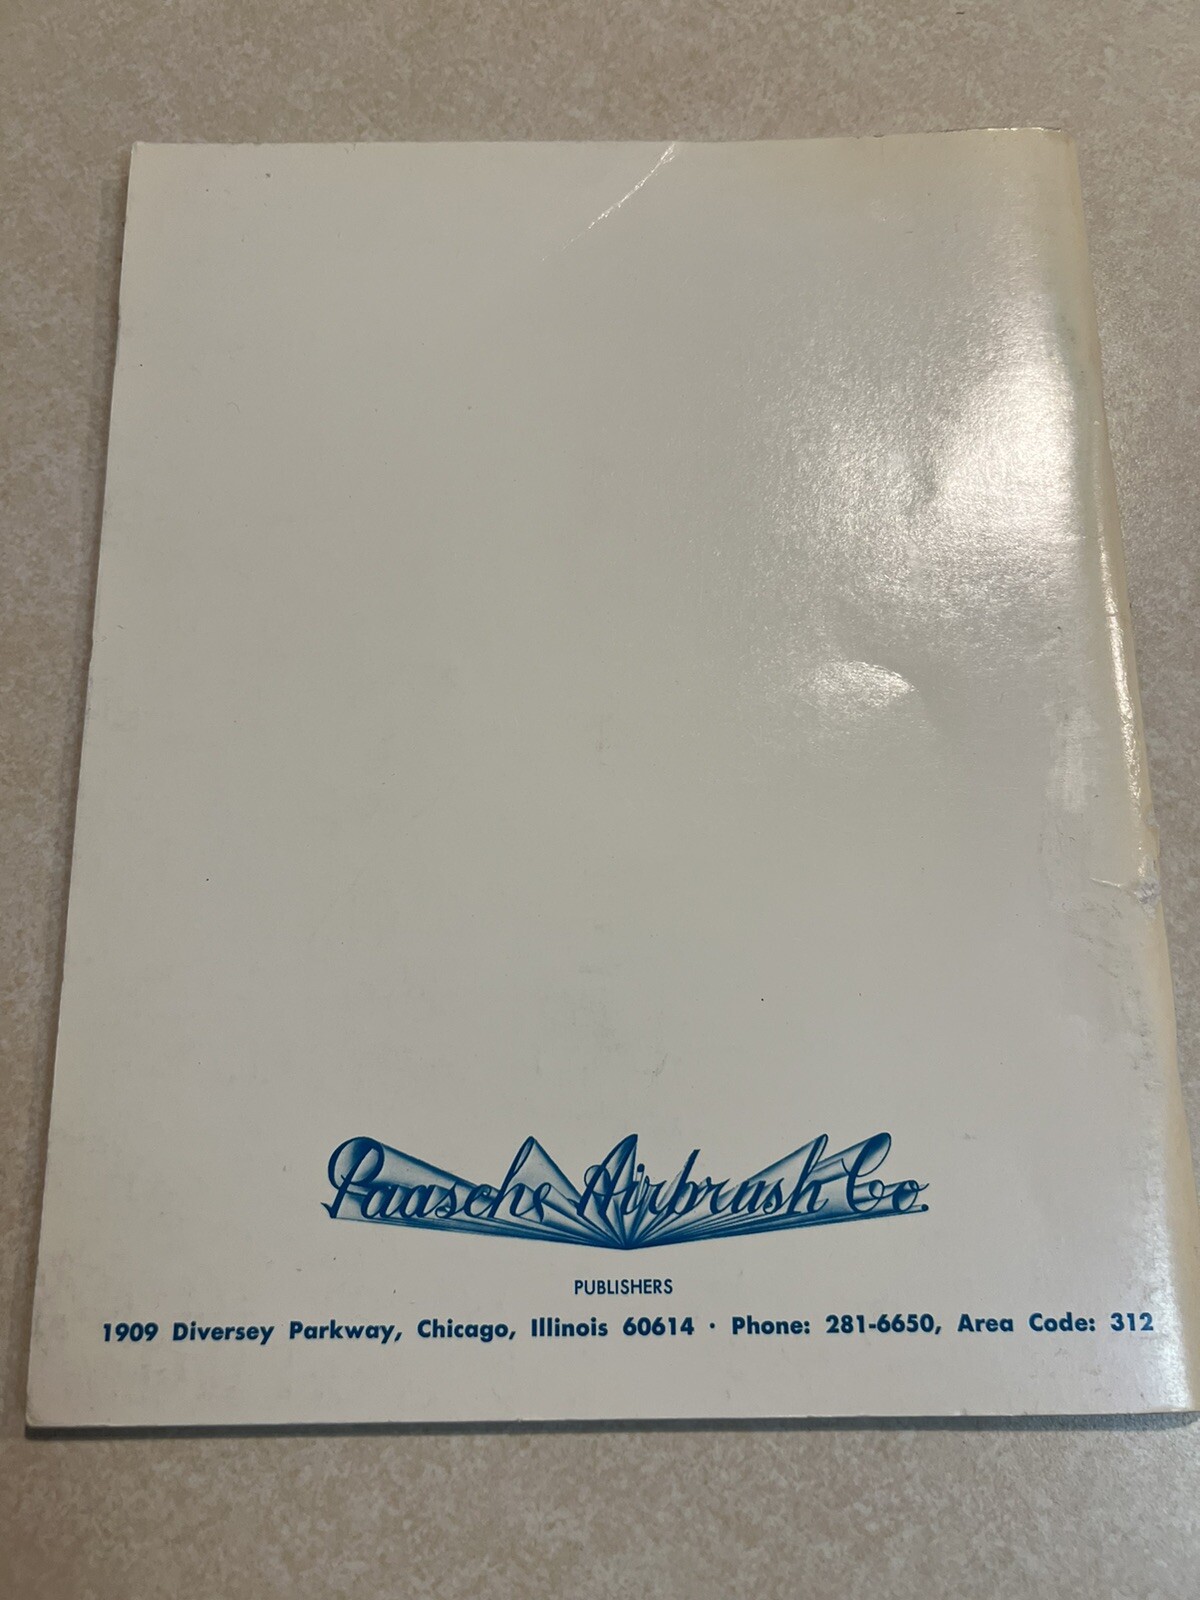 Paasche Airbrush Co.
PUBLISHERS
1909 Diversey Parkway, Chicago, Illinois 60614 · Phone: 281-6650, Area Code: 312